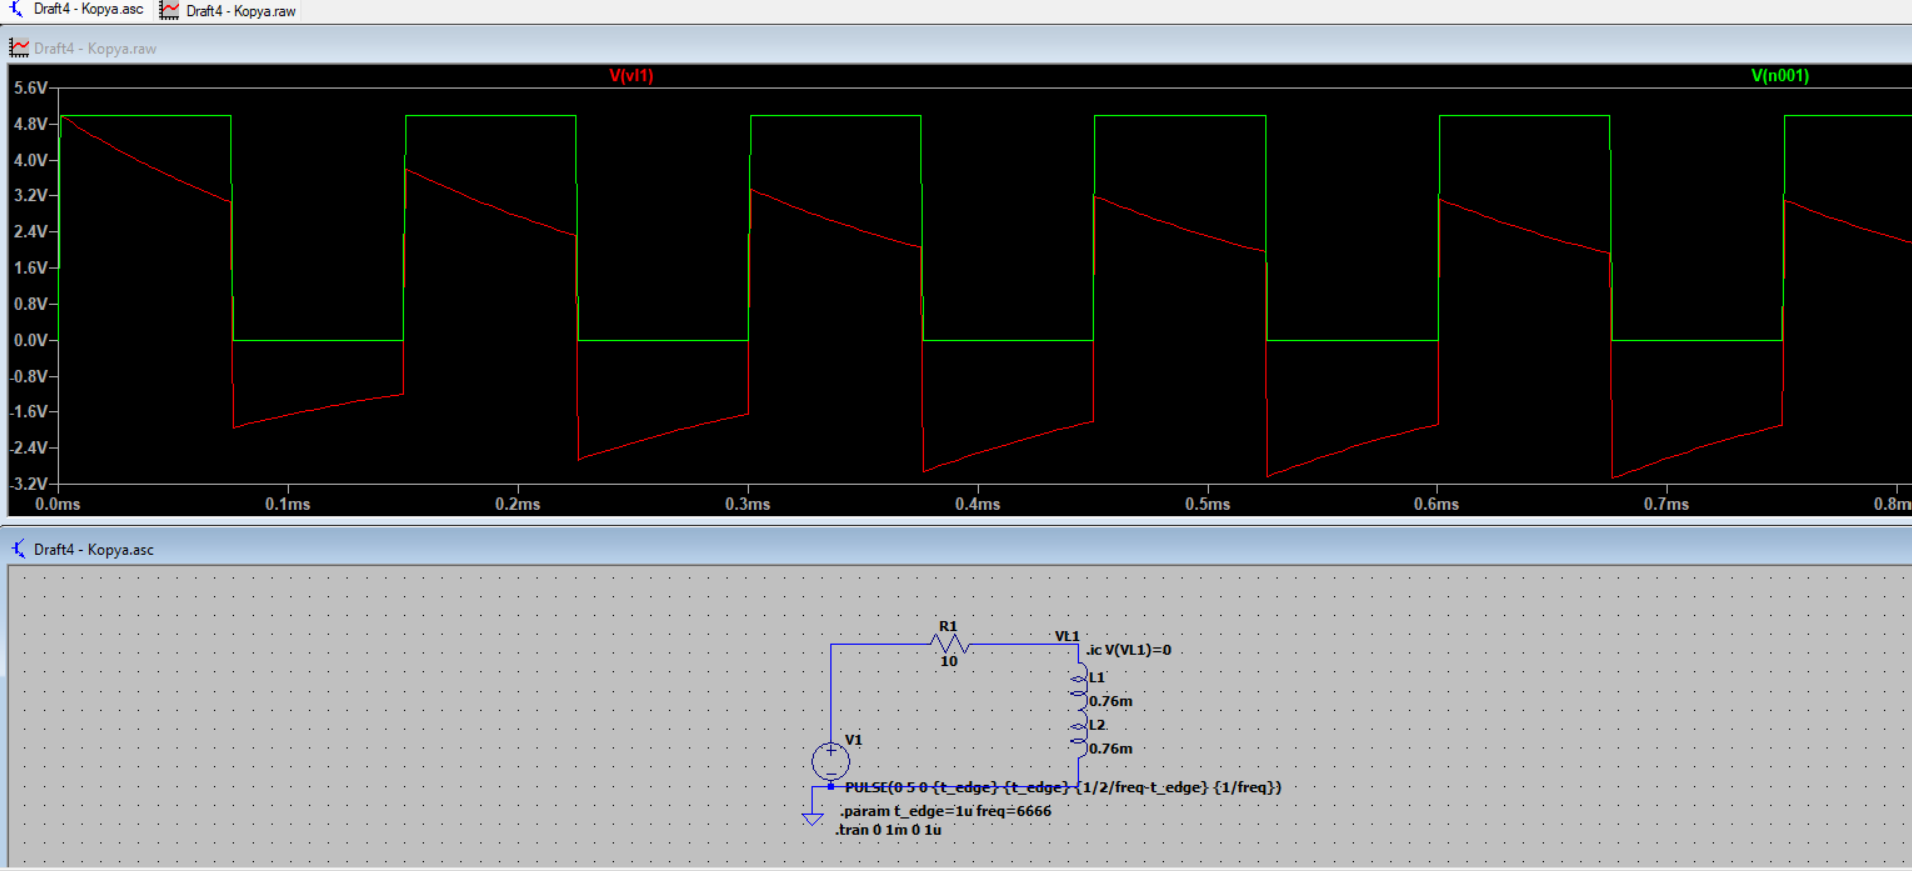 Draft4 - Kopya.asc Draft4 - Kopya.raw
Draft4 - Kopya.raw
V(vl1) V(n001)
5.6V
4.8V
4.0V
3.2V
2.4V
1.6V
0.8V
0.0V
-0.8V
-1.6V
-2.4V
-3.2V
0.0ms 0.1ms 0.2ms 0.3ms 0.4ms 0.5ms 0.6ms 0.7ms 0.8m
Draft4 - Kopya.asc
R1
10
VL1
.ic V(VL1)=0
L1
0.76m
L2
0.76m
V1
PULSE(0 5 0 {t_edge} {t_edge} {1/2/freq-t_edge} {1/freq})
.param t_edge=1u freq=6666
.tran 0 1m 0 1u